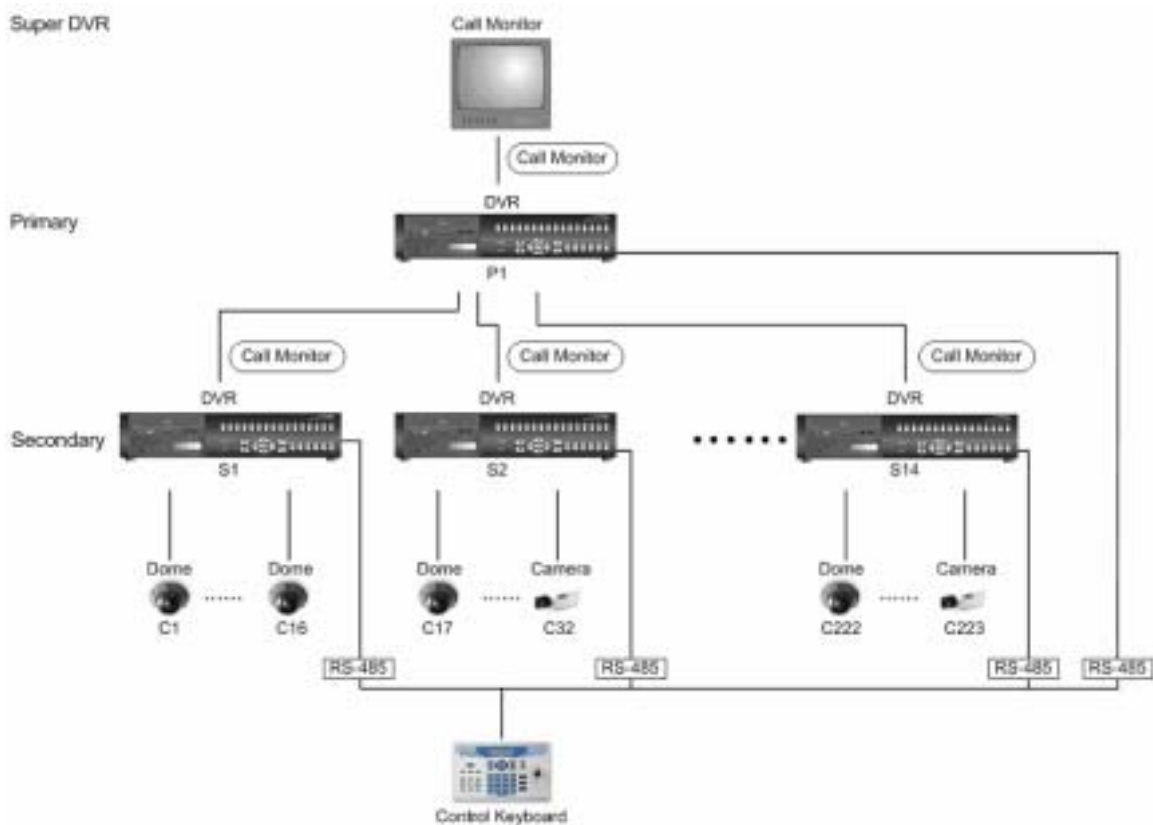 Super DVR
Call Monitor
Call Monitor
DVR
Primary
P1
Call Monitor
Call Monitor
Call Monitor
DVR
DVR
DVR
Secondary
S1
S2
S14
Dome
Dome
Dome
Camera
Dome
Camera
C1
C16
C17
C32
C222
C223
RS-485
RS-485
RS-485
RS-485
Control Keyboard